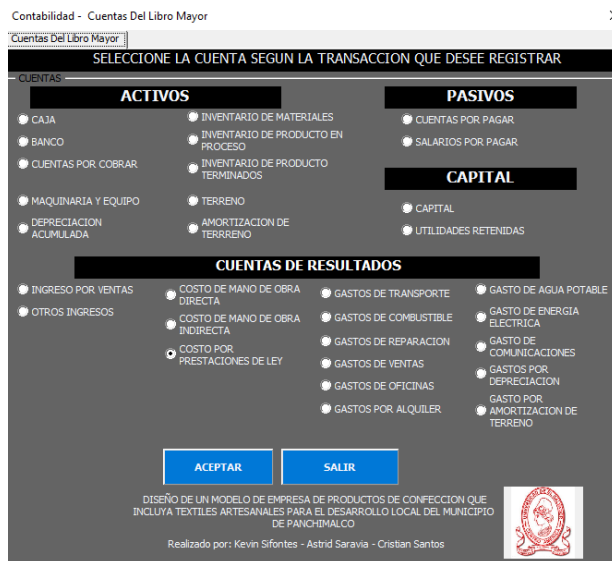 Contabilidad - Cuentas Del Libro Mayor
Cuentas Del Libro Mayor
SELECCIONE LA CUENTA SEGUN LA TRANSACCION QUE DESEE REGISTRAR
CUENTAS
ACTIVOS
CAJA
BANCO
CUENTAS POR COBRAR
MAQUINARIA Y EQUIPO
DEPRECIACION
ACUMULADA
INVENTARIO DE MATERIALES
INVENTARIO DE PRODUCTO EN
PROCESO
INVENTARIO DE PRODUCTO
TERMINADOS
TERRENO
AMORTIZACION DE
TERRRENO
PASIVOS
CUENTAS POR PAGAR
SALARIOS POR PAGAR
CAPITAL
CAPITAL
UTILIDADES RETENIDAS
CUENTAS DE RESULTADOS
INGRESO POR VENTAS
OTROS INGRESOS
COSTO DE MANO DE OBRA
DIRECTA
COSTO DE MANO DE OBRA
INDIRECTA
COSTO POR
PRESTACIONES DE LEY
GASTOS DE TRANSPORTE
GASTOS DE COMBUSTIBLE
GASTOS DE REPARACION
GASTOS DE VENTAS
GASTOS DE OFICINAS
GASTOS POR ALQUILER
GASTO DE AGUA POTABLE
GASTO DE ENERGIA
ELECTRICA
GASTO DE
COMUNICACIONES
GASTOS POR
DEPRECIACION
GASTO POR
AMORTIZACION DE
TERRENO
ACEPTAR
SALIR
DISEÑO DE UN MODELO DE EMPRESA DE PRODUCTOS DE CONFECCION QUE
INCLUYA TEXTILES ARTESANALES PARA EL DESARROLLO LOCAL DEL MUNICIPIO
DE PANCHIMALCO
Realizado por: Kevin Sifontes - Astrid Saravia - Cristian Santos